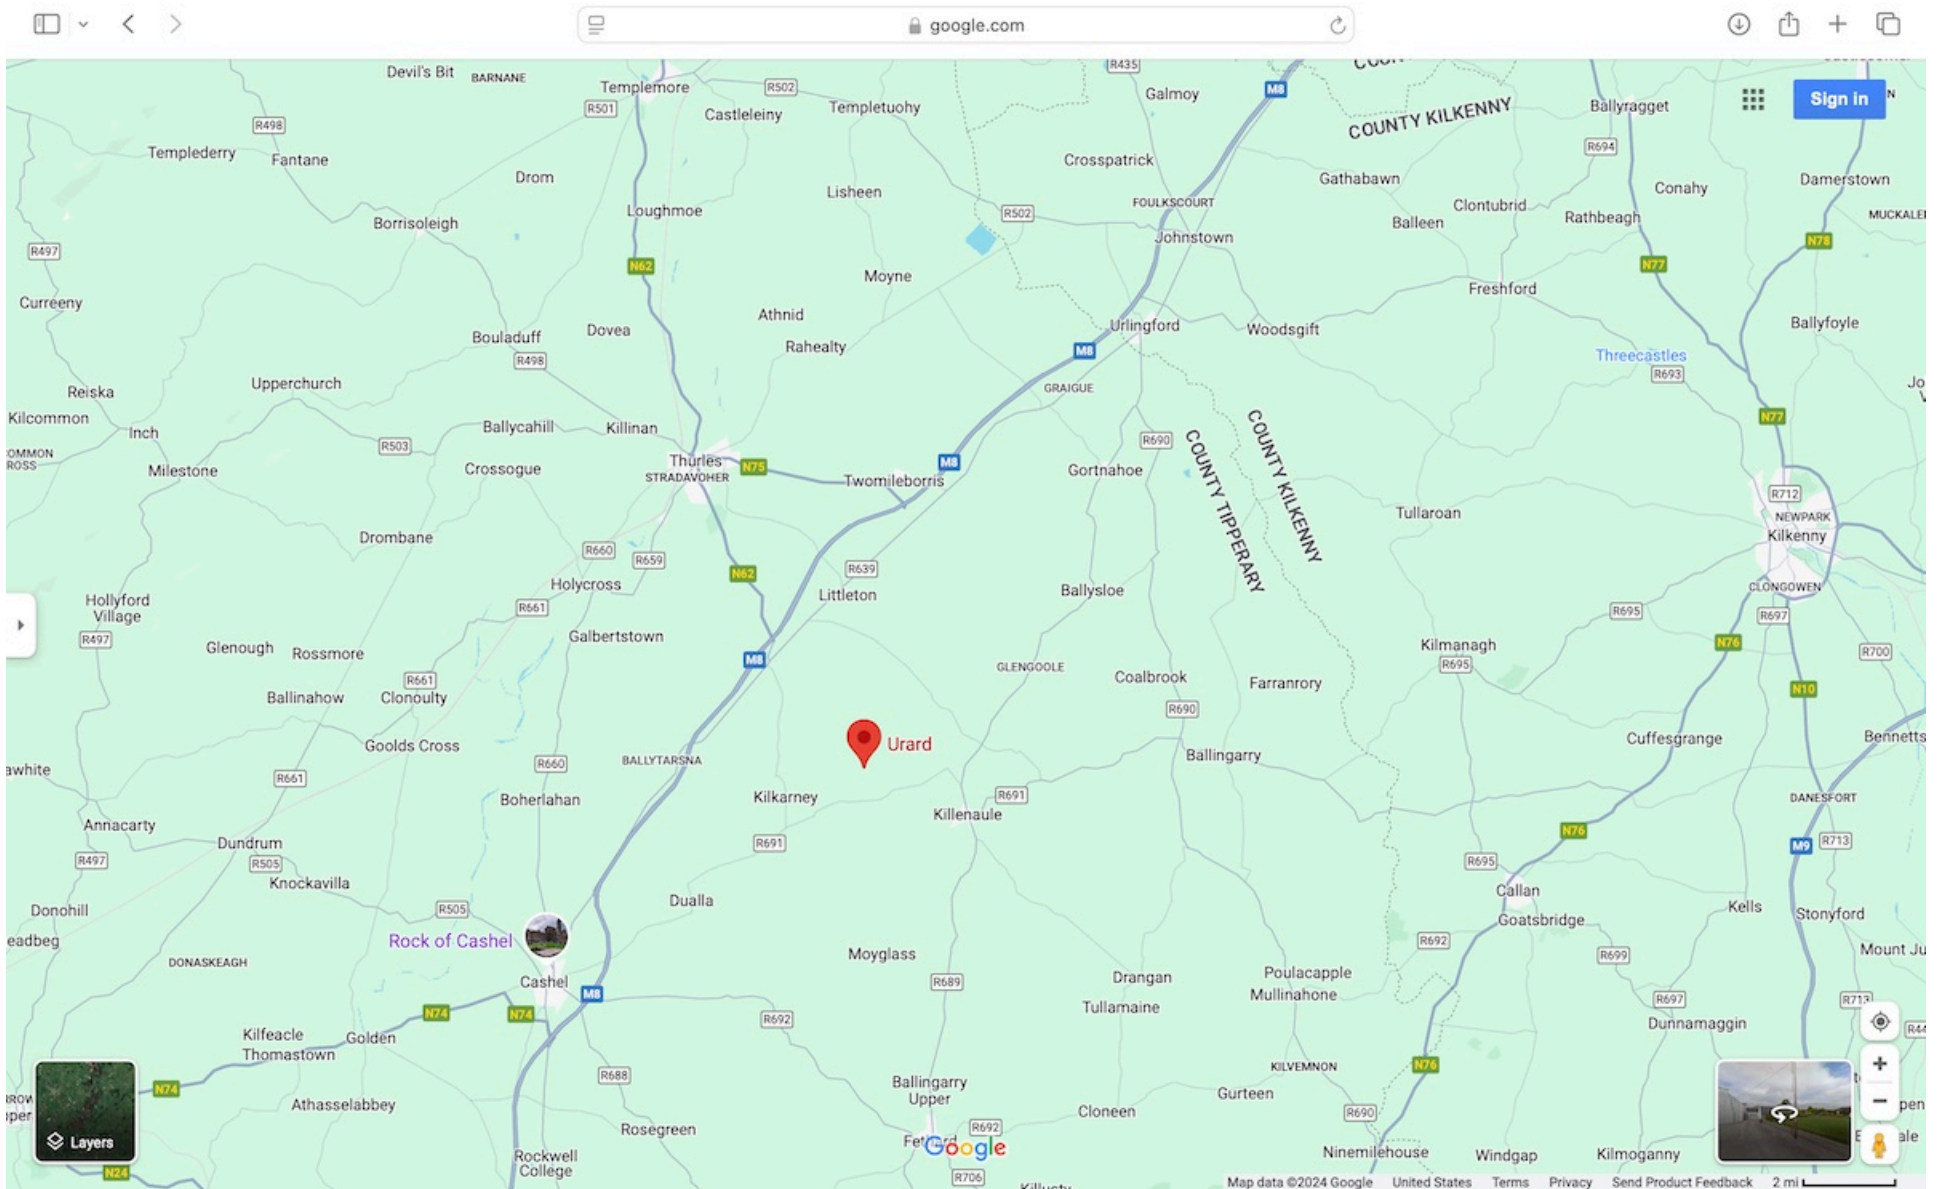 google.com
Devil's Bit
BARNANE
Templemore
R502
R501
Castleleiny
Templetuohy
R435
Galmoy
M8
COUNTY KILKENNY
Ballyragget
Sign in
R498
Templederry
Fantane
Drom
Lisheen
Crosspatrick
Gathabawn
R694
Conahy
Damerstown
Loughmoe
Borrisoleigh
R502
FOULKSCOURT
Johnstown
Clontubrid
Balleen
Rathbeagh
N78
R497
N62
Moyne
N77
Freshford
Curreeny
Athnid
Bouladuff
Dovea
Rahealty
R498
Urlingford
Woodsgift
Ballyfoyle
M8
Threecastles
R693
Reiska
Upperchurch
GRAIGUE
Kilcommon
Inch
Ballycahill
Killinan
N77
R503
R690
COUNTY TIPPERARY
COUNTY KILKENNY
OMMON
ROSS
Milestone
Crossogue
Thurles
STRADAVOHER
N75
Twomileborris
M8
Gortnahoe
Tullaroan
R712
NEWPARK
Kilkenny
Drombane
R660
R659
N62
R639
Holycross
Littleton
Ballysloe
CLONGOWEN
Hollyford
Village
R661
R695
R697
R497
Galbertstown
Glenough
Rossmore
M8
GLENGOOLE
Kilmanagh
R695
N76
R700
R661
Ballinahow
Clonoulty
Coalbrook
Farranrory
N10
R690
Goolds Cross
Urard
BALLYTARSNA
Ballingarry
Cuffesgrange
Bennetts
awhite
R661
R660
Boherlahan
Kilkarney
Killenaule
R691
DANESFORT
Annacarty
Dundrum
R691
N76
M9
R713
R497
R505
Knockavilla
R695
Callan
Donohill
R505
Dualla
Goatsbridge
Kells
Stonyford
eadbeg
Rock of Cashel
R692
R699
Mount Ju
DONASKEAGH
Moyglass
Cashel
M8
R689
Drangan
Poulacapple
Mullinahone
Tullamaine
R697
R713
N74
N74
R692
Kilfeacle
Thomastown
Golden
Dunnamaggin
N74
R688
KILVEMNON
N76
Athasselabbey
Ballingarry
Upper
Gurteen
Cloneen
R690
Layers
Rosegreen
R692
Google
Rockwell
College
Ninemilehouse
Windgap
Kilmoganny
N24
R706
Map data ©2024 Google United States Terms Privacy Send Product Feedback 2 mi